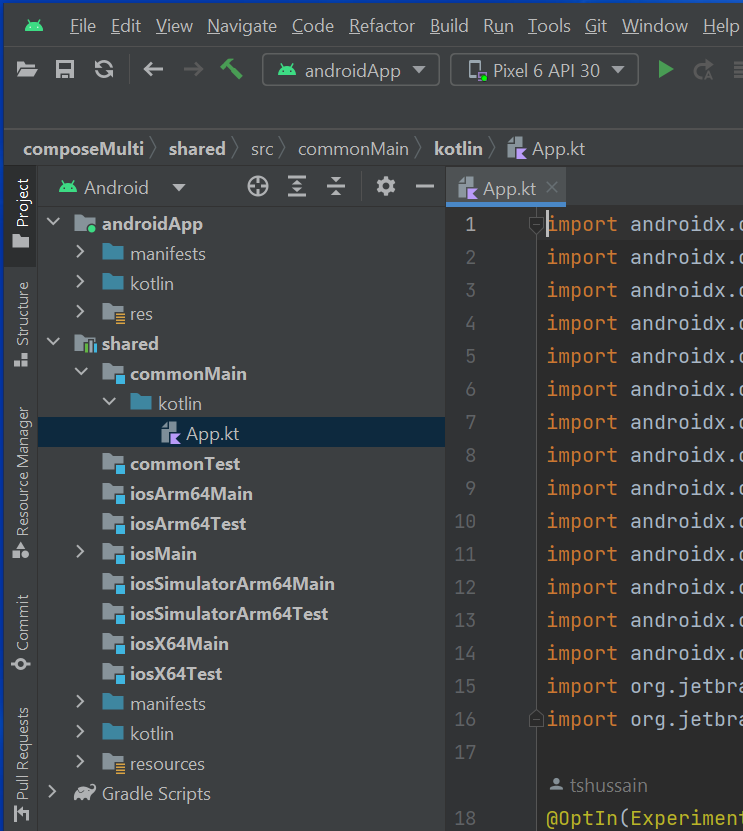 File Edit View Navigate Code Refactor Build Run Tools Git Window Help
androidApp Pixel 6 API 30
composeMulti shared src commonMain kotlin App.kt
Project
Structure
Resource Manager
Commit
Pull Requests
Android
androidApp
manifests
kotlin
res
shared
commonMain
kotlin
App.kt
commonTest
iosArm64Main
iosArm64Test
iosMain
iosSimulatorArm64Main
iosSimulatorArm64Test
iosX64Main
iosX64Test
manifests
kotlin
resources
Gradle Scripts
App.kt
1 import androidx.
2 import androidx.
3 import androidx.
4 import androidx.
5 import androidx.
6 import androidx.
7 import androidx.
8 import androidx.
9 import androidx.
10 import androidx.
11 import androidx.
12 import androidx.
13 import androidx.
14 import androidx.
15 import org.jetbra
16 import org.jetbra
17
tshussain
18 @OptIn(Experiment